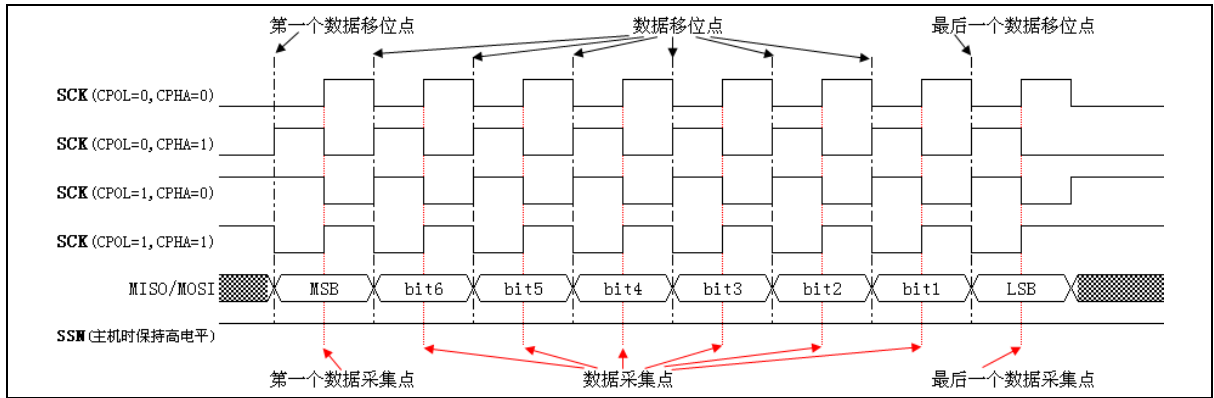 第一个数据移位点 数据移位点 最后一个数据移位点
SCK(CPOL=0,CPHA=0)
SCK(CPOL=0,CPHA=1)
SCK(CPOL=1,CPHA=0)
SCK(CPOL=1,CPHA=1)
MISO/MOSI MSB bit6 bit5 bit4 bit3 bit2 bit1 LSB
SSN(主机时保持高电平)
第一个数据采集点 数据采集点 最后一个数据采集点